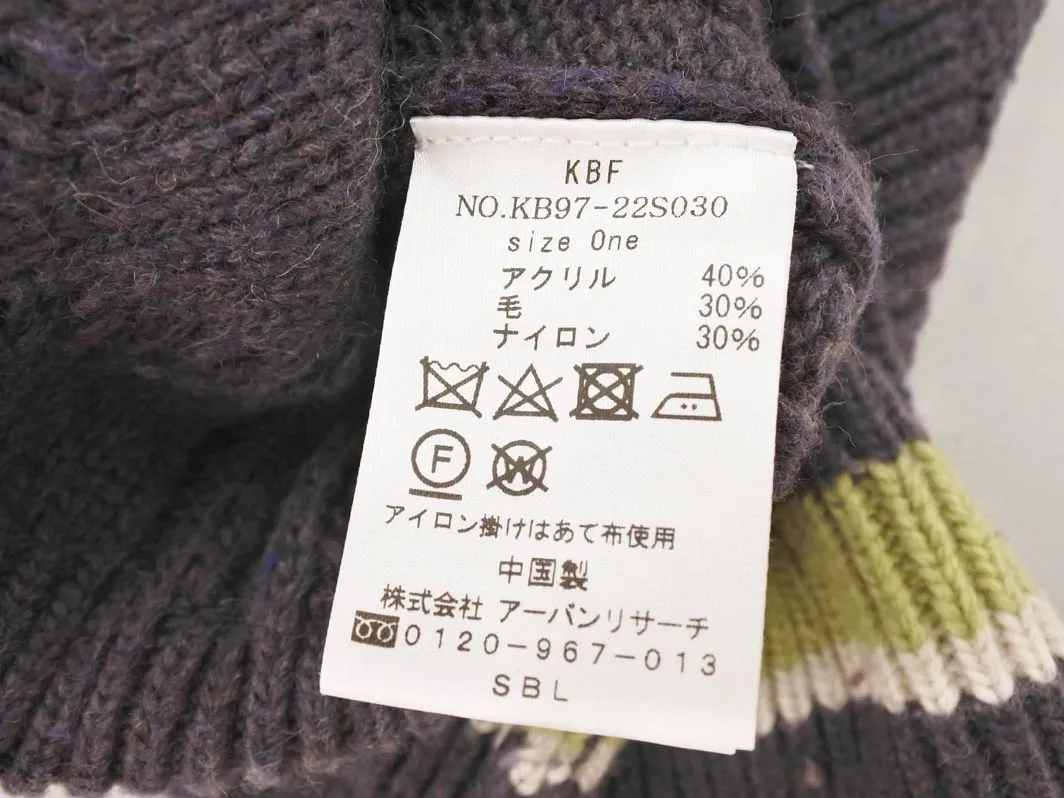 KBF
NO.KB97-22S030
size One
アクリル 40%
毛 30%
ナイロン 30%
F W
アイロン掛けはあて布使用
中国製
株式会社 アーバンリサーチ
0120-967-013
SBL